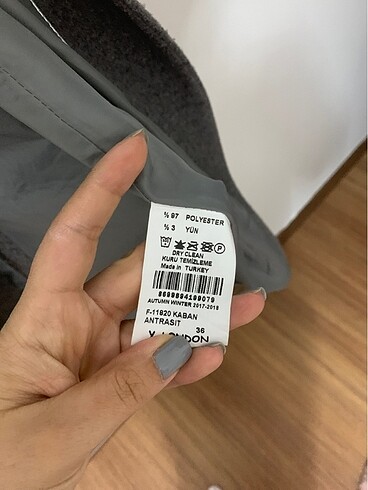 % 97 POLYESTER
% 3 YÜN
P
DRY CLEAN
KURU TEMİZLEME
Made in TURKEY
AUTUMN WINTER 2017-2018
F-11920 KABAN
ANTRASIT 36
LONDON